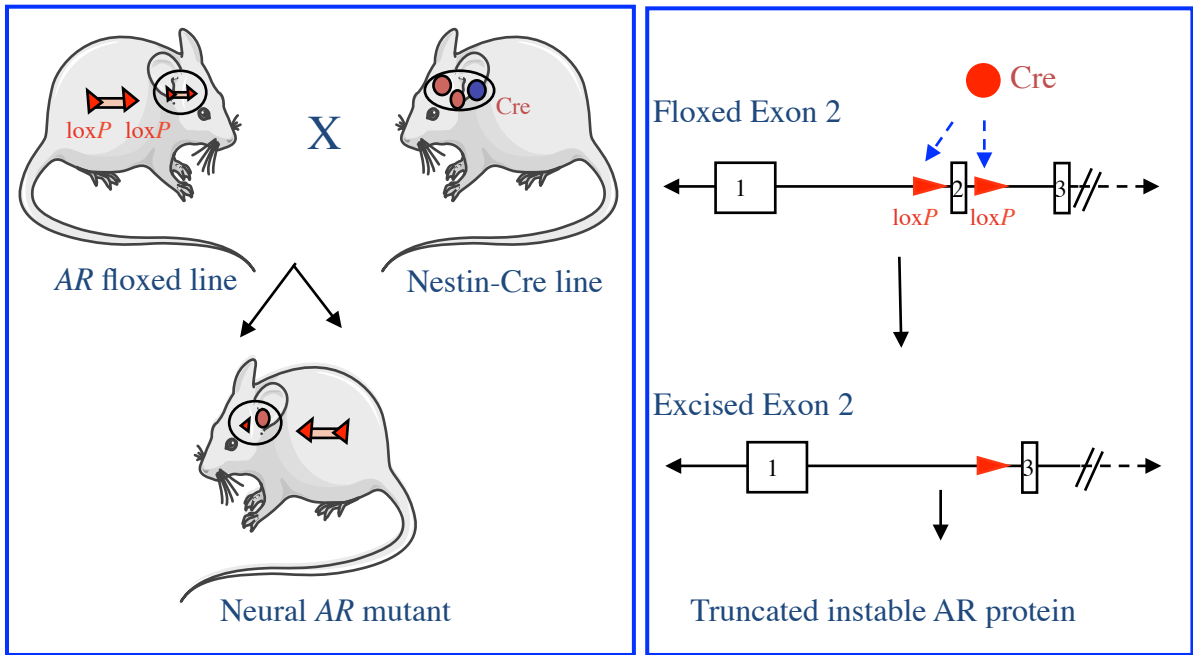 loxP loxP
Cre
X
AR floxed line
Nestin-Cre line
Neural AR mutant
Cre
Floxed Exon 2
1
2
3
loxP
loxP
Excised Exon 2
1
3
Truncated instable AR protein